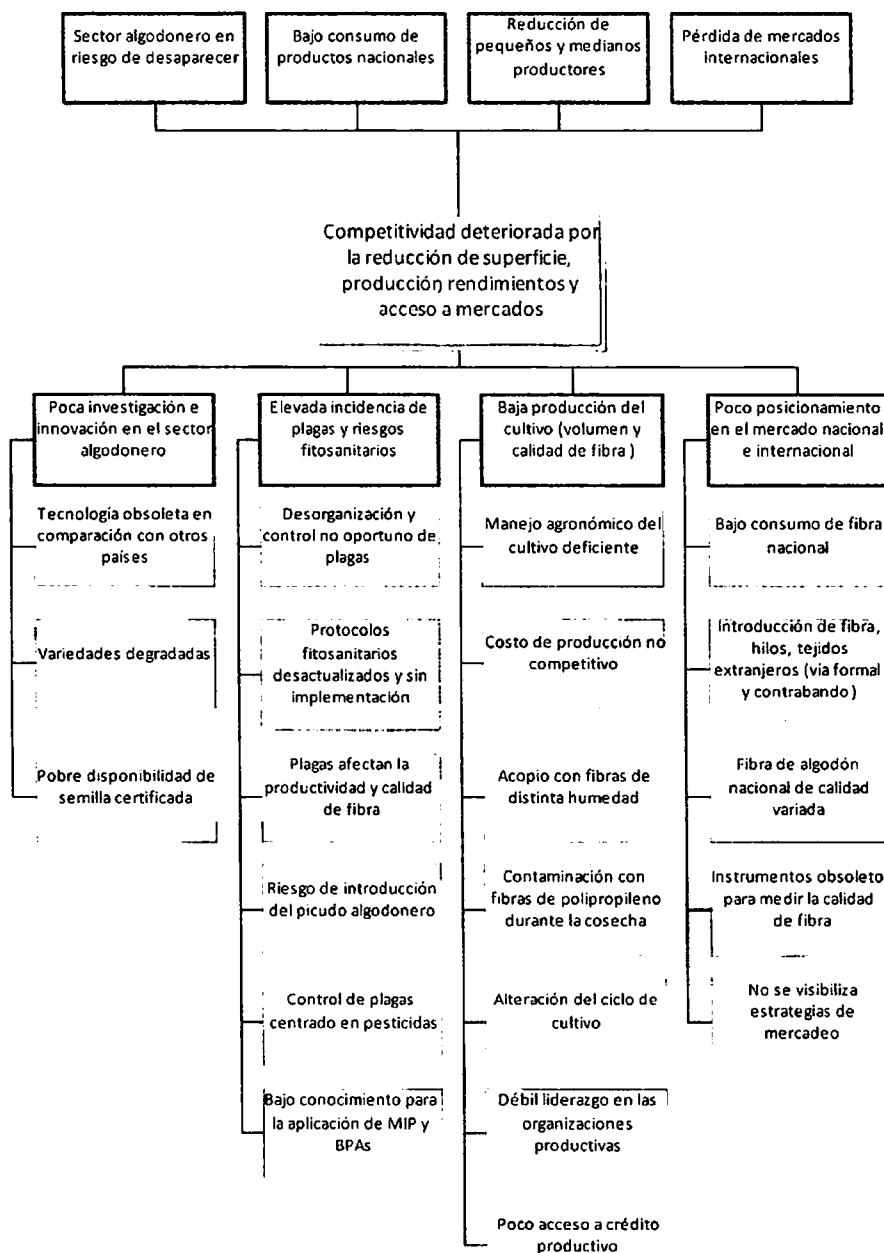 Sector algodonero en
riesgo de desaparecer
Bajo consumo de
productos nacionales
Reducción de
pequeños y medianos
productores
Pérdida de mercados
internacionales
Competitividad deteriorada por
la reducción de superficie,
producción rendimientos y
acceso a mercados
Poca investigación e
innovación en el sector
algodonero
Tecnología obsoleta en
comparación con otros
países
Variedades degradadas
Pobre disponibilidad de
semilla certificada
Elevada incidencia de
plagas y riesgos
fitosanitarios
Desorganización y
control no oportuno de
plagas
Protocolos
fitosanitarios
desactualizados y sin
implementación
Plagas afectan la
productividad y calidad
de fibra
Riesgo de introducción
del picudo algodonero
Control de plagas
centrado en pesticidas
Bajo conocimiento para
la aplicación de MIP y
BPAs
Baja producción del
cultivo (volumen y
calidad de fibra )
Manejo agronómico del
cultivo deficiente
Costo de producción no
competitivo
Acopio con fibras de
distinta humedad
Contaminación con
fibras de polipropileno
durante la cosecha
Alteración del ciclo de
cultivo
Débil liderazgo en las
organizaciones
productivas
Poco acceso a crédito
productivo
Poco posicionamiento
en el mercado nacional
e internacional
Bajo consumo de fibra
nacional
Introducción de fibra,
hilos, tejidos
extranjeros (via formal
y contrabando )
Fibra de algodón
nacional de calidad
variada
Instrumentos obsoleto
para medir la calidad
de fibra
No se visibiliza
estrategias de
mercadeo